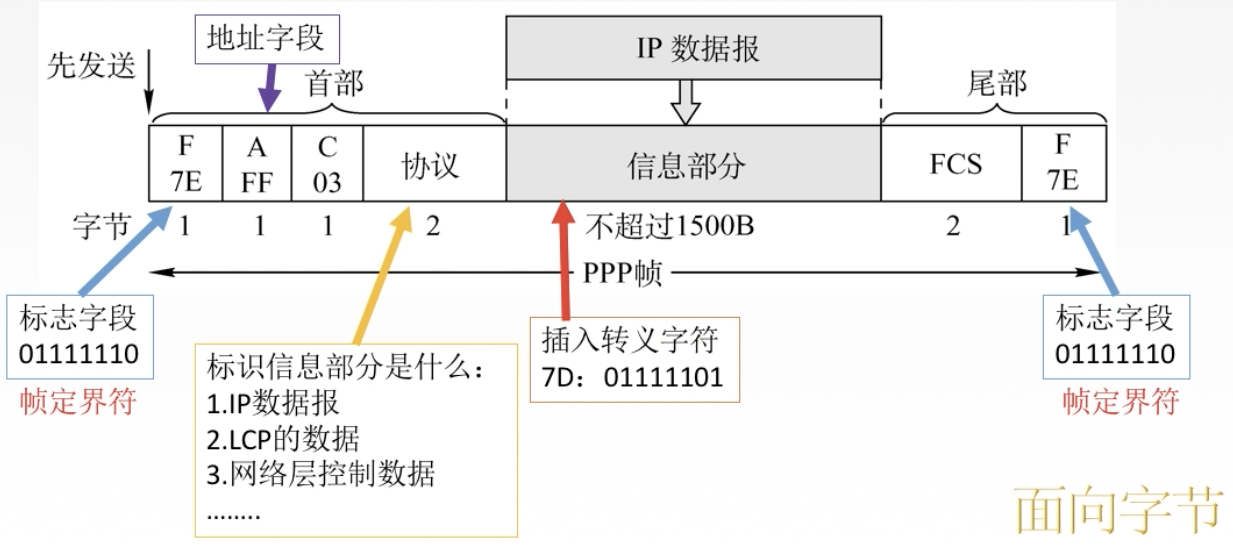 地址字段
IP 数据报
先发送
首部
尾部
F
7E
A
FF
C
03
协议
信息部分
FCS
F
7E
字节
1
1
1
2
不超过1500B
2
1
PPP帧
标志字段
01111110
帧定界符
标识信息部分是什么：
1.IP数据报
2.LCP的数据
3.网络层控制数据
……..
插入转义字符
7D：01111101
标志字段
01111110
帧定界符
面向字节